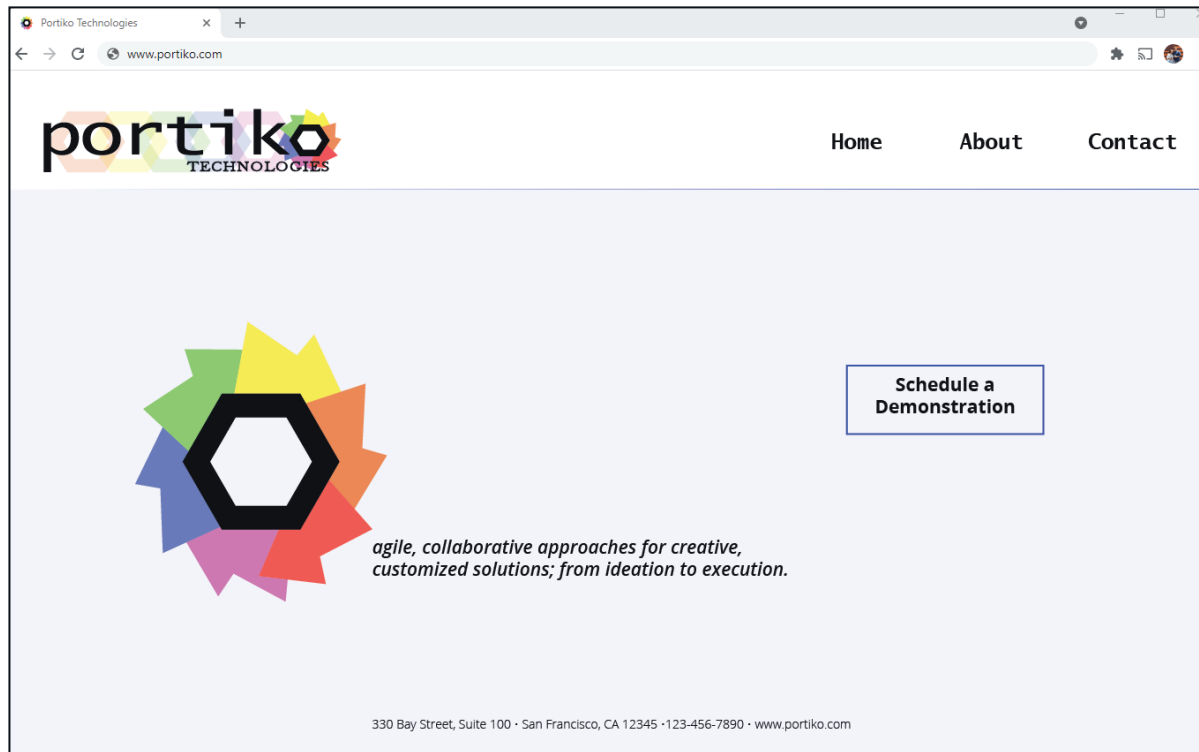 Portiko Technologies
www.portiko.com
portiko
TECHNOLOGIES
Home About Contact
Schedule a
Demonstration
agile, collaborative approaches for creative,
customized solutions; from ideation to execution.
330 Bay Street, Suite 100 · San Francisco, CA 12345 ·123-456-7890 · www.portiko.com